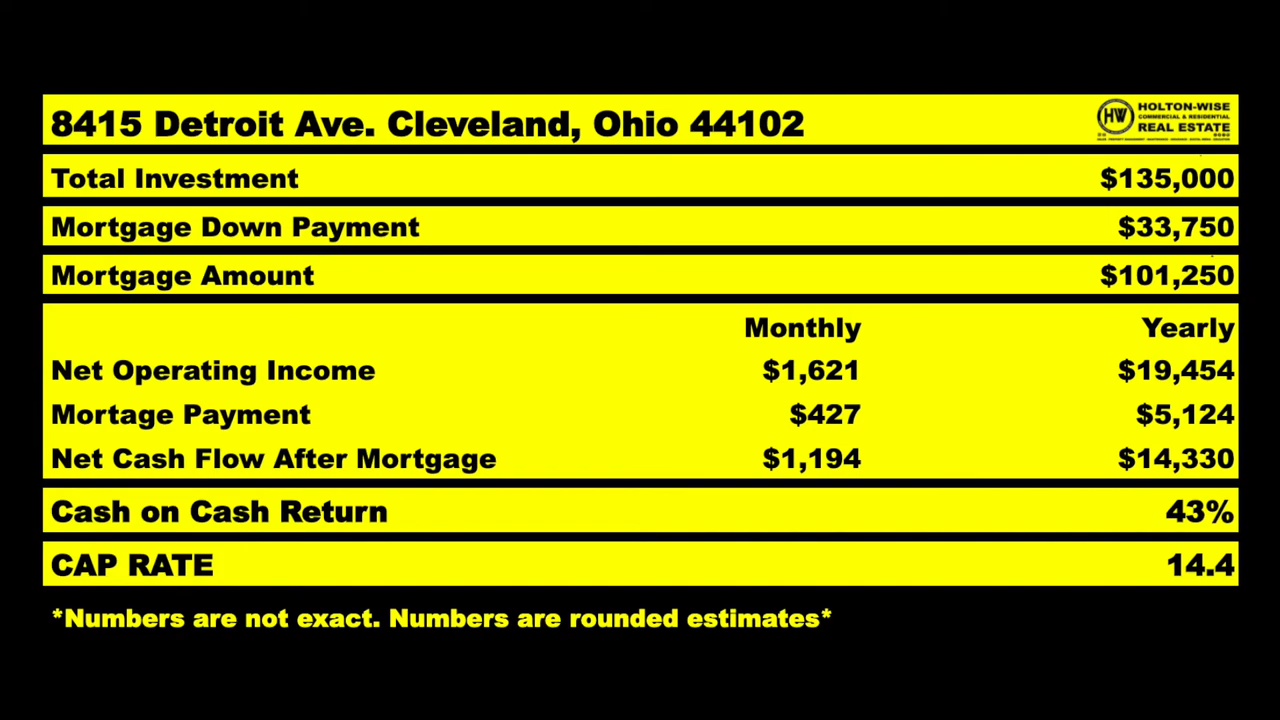 8415 Detroit Ave. Cleveland, Ohio 44102
HW
HOLTON-WISE
COMMERCIAL & RESIDENTIAL
REAL ESTATE
Total Investment $135,000
Mortgage Down Payment $33,750
Mortgage Amount $101,250
Monthly Yearly
Net Operating Income $1,621 $19,454
Mortage Payment $427 $5,124
Net Cash Flow After Mortgage $1,194 $14,330
Cash on Cash Return 43%
CAP RATE 14.4
*Numbers are not exact. Numbers are rounded estimates*